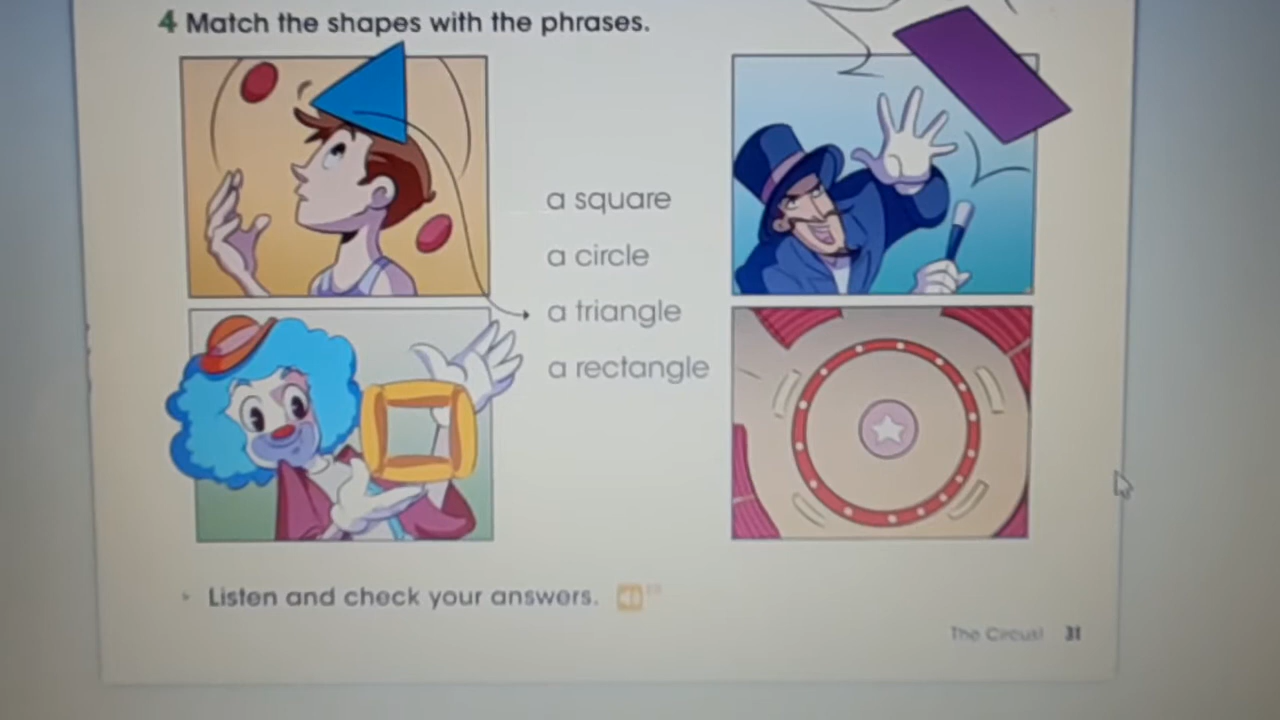 4 Match the shapes with the phrases.
a square
a circle
a triangle
a rectangle
Listen and check your answers.
The Circus! 31